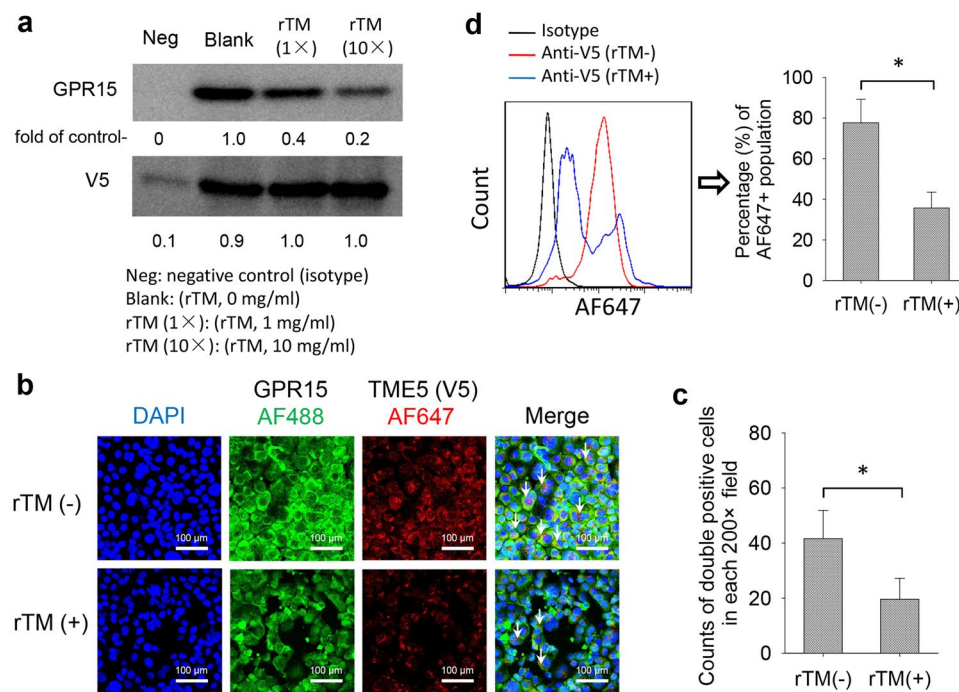 a
Neg Blank rTM (1×) rTM (10×)
GPR15
fold of control- 0 1.0 0.4 0.2
V5
0.1 0.9 1.0 1.0
Neg: negative control (isotype)
Blank: (rTM, 0 mg/ml)
rTM (1×): (rTM, 1 mg/ml)
rTM (10×): (rTM, 10 mg/ml)
d
Isotype
Anti-V5 (rTM-)
Anti-V5 (rTM+)
Count
AF647
Percentage (%) of
AF647+ population
100
80
60
40
20
0
*
rTM(-) rTM(+)
b
GPR15 TME5 (V5)
DAPI AF488 AF647 Merge
rTM (-)
100 μm 100 μm 100 μm 100 μm
rTM (+)
100 μm 100 μm 100 μm 100 μm
c
Counts of double positive cells
in each 200× field
80
60
40
20
0
*
rTM(-) rTM(+)